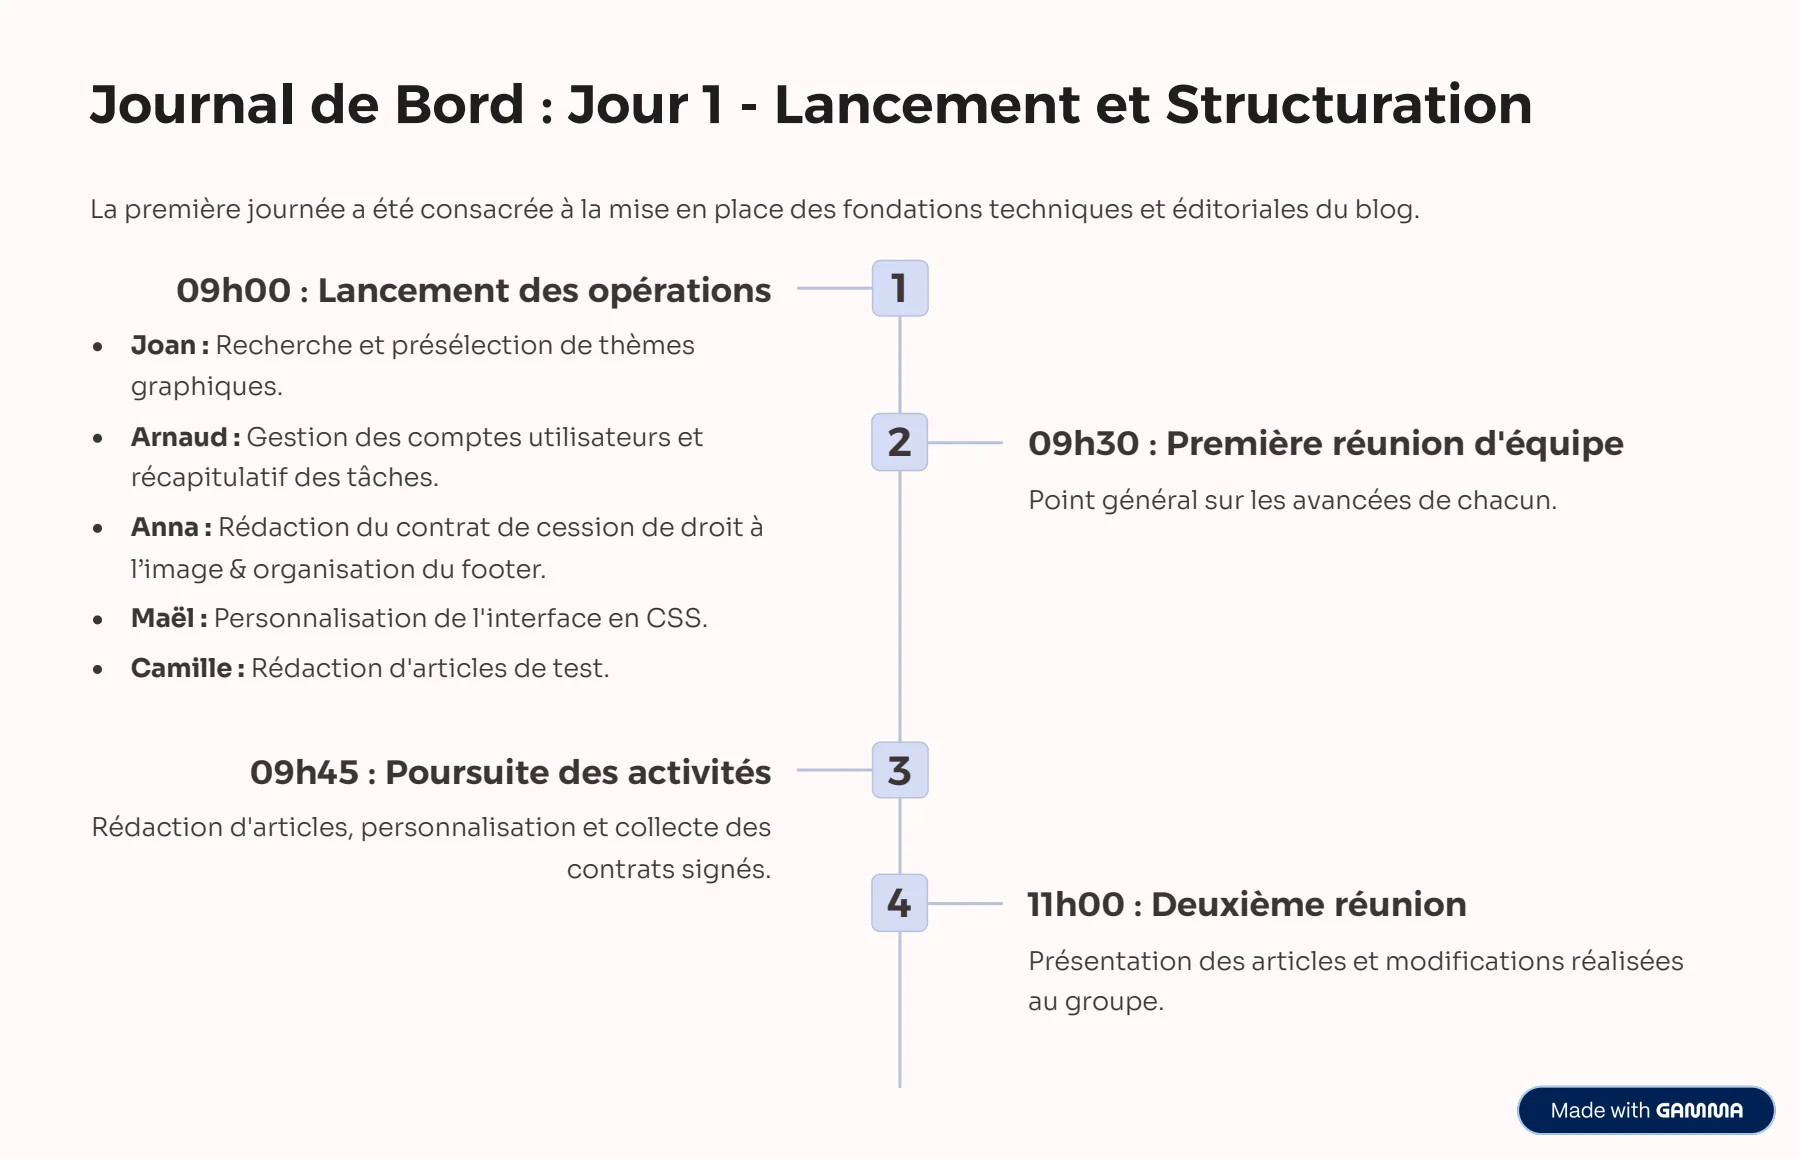 Journal de Bord : Jour 1 - Lancement et Structuration
La première journée a été consacrée à la mise en place des fondations techniques et éditoriales du blog.
09h00 : Lancement des opérations
1
• Joan : Recherche et présélection de thèmes
graphiques.
• Arnaud : Gestion des comptes utilisateurs et
récapitulatif des tâches.
• Anna : Rédaction du contrat de cession de droit à
l’image & organisation du footer.
• Maël : Personnalisation de l'interface en CSS.
• Camille : Rédaction d'articles de test.
2
09h30 : Première réunion d'équipe
Point général sur les avancées de chacun.
09h45 : Poursuite des activités
3
Rédaction d'articles, personnalisation et collecte des
contrats signés.
4
11h00 : Deuxième réunion
Présentation des articles et modifications réalisées
au groupe.
Made with GAMMA